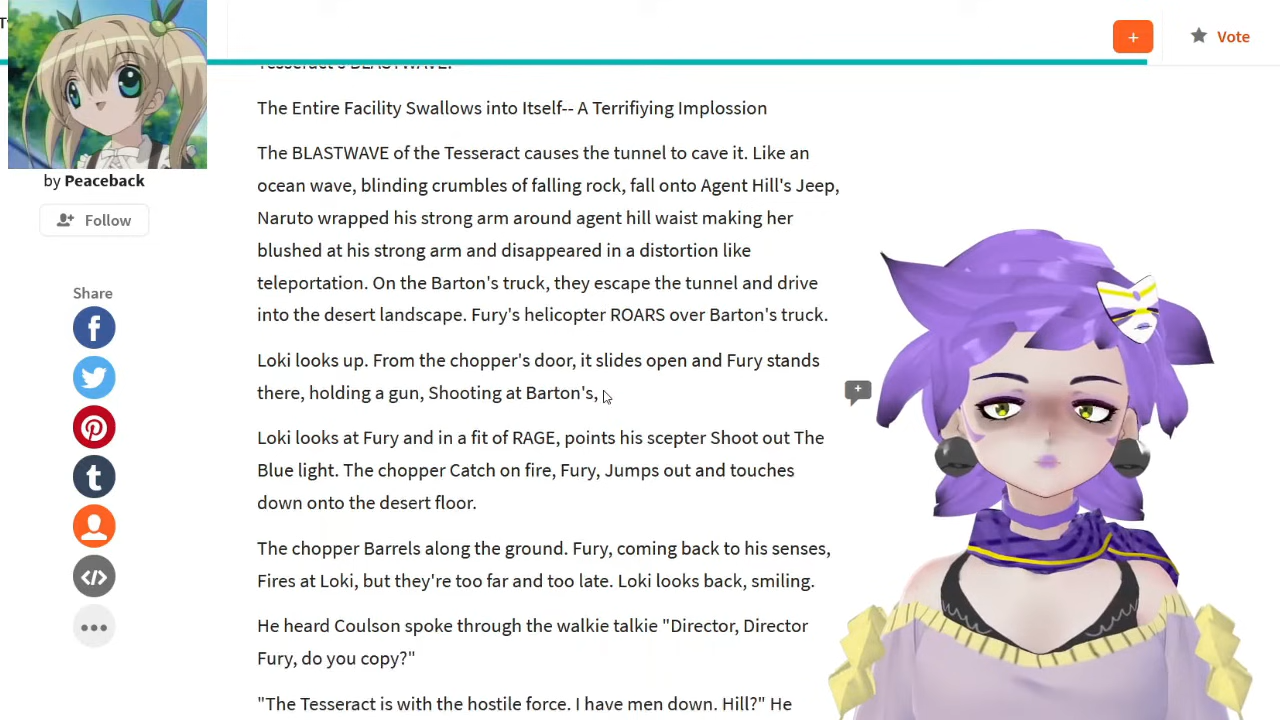 T
+
Vote
Tesseract's BLASTWAVE.
The Entire Facility Swallows into Itself-- A Terrifiying Implossion
The BLASTWAVE of the Tesseract causes the tunnel to cave it. Like an
ocean wave, blinding crumbles of falling rock, fall onto Agent Hill's Jeep,
by Peaceback
Naruto wrapped his strong arm around agent hill waist making her
Follow
blushed at his strong arm and disappeared in a distortion like
teleportation. On the Barton's truck, they escape the tunnel and drive
Share
into the desert landscape. Fury's helicopter ROARS over Barton's truck.
Loki looks up. From the chopper's door, it slides open and Fury stands
there, holding a gun, Shooting at Barton's,
Loki looks at Fury and in a fit of RAGE, points his scepter Shoot out The
Blue light. The chopper Catch on fire, Fury, Jumps out and touches
down onto the desert floor.
The chopper Barrels along the ground. Fury, coming back to his senses,
Fires at Loki, but they're too far and too late. Loki looks back, smiling.
He heard Coulson spoke through the walkie talkie "Director, Director
Fury, do you copy?"
"The Tesseract is with the hostile force. I have men down. Hill?" He